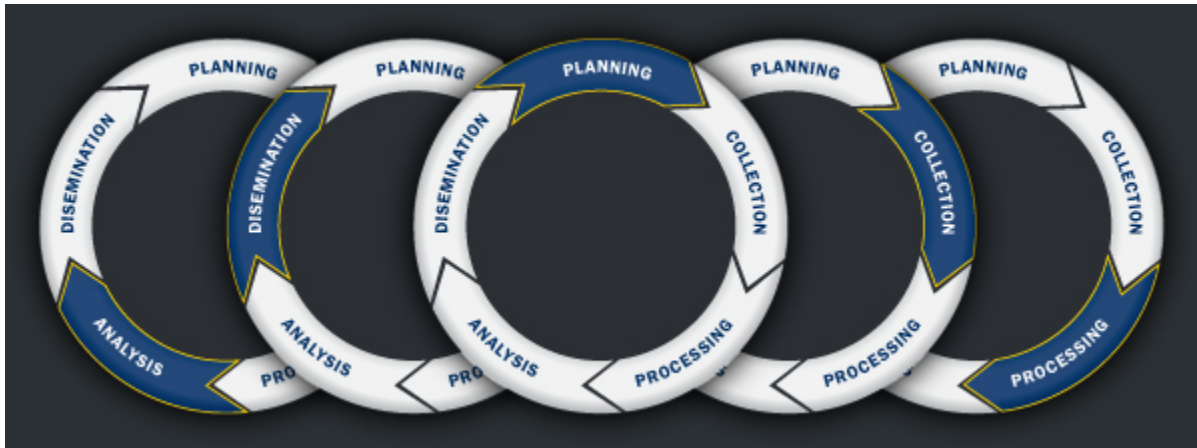 PLANNING
DISEMINATION
ANALYSIS
PRO
PLANNING
DISEMINATION
ANALYSIS
PRO
PLANNING
COLLECTION
PROCESSING
ANALYSIS
DISEMINATION
PLANNING
COLLECTION
PROCESSING
PLANNING
COLLECTION
PROCESSING